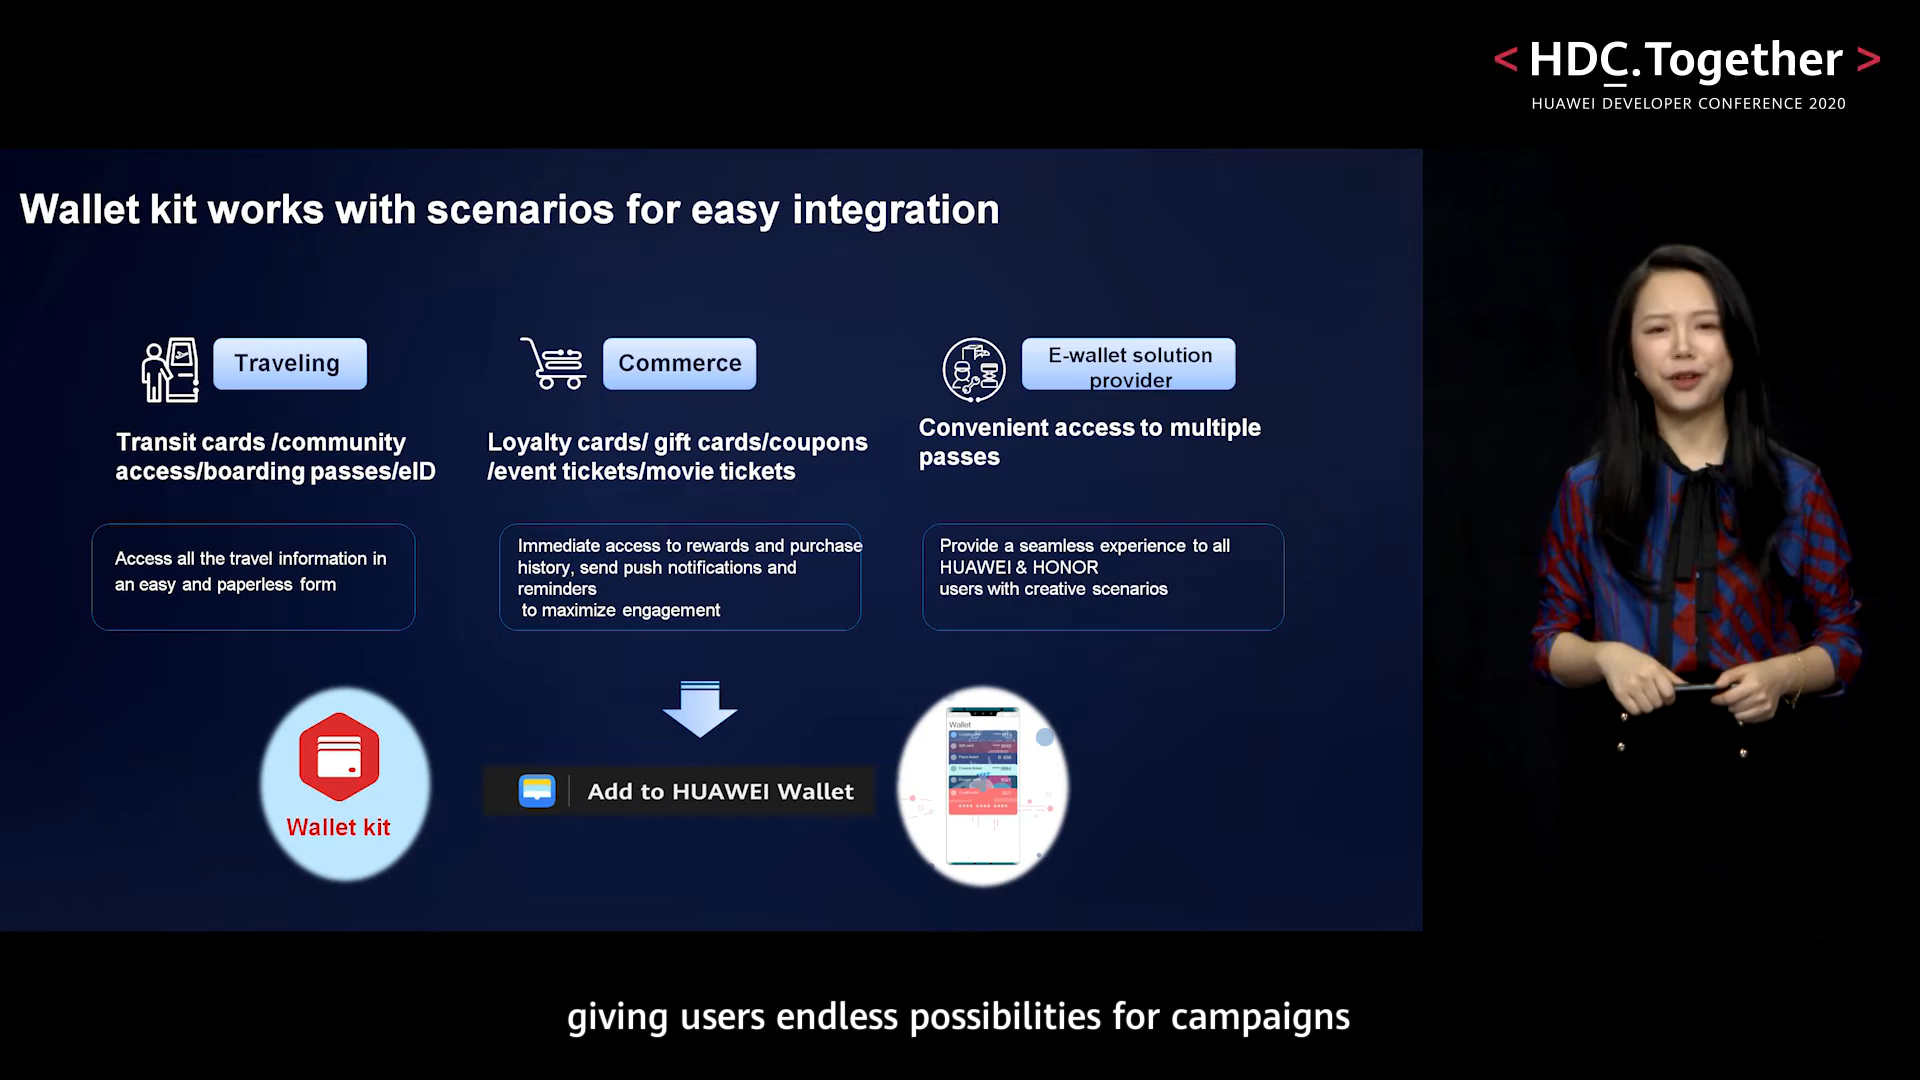 < HDC.Together >
HUAWEI DEVELOPER CONFERENCE 2020
Wallet kit works with scenarios for easy integration
Traveling
Transit cards /community
access/boarding passes/eID
Access all the travel information in
an easy and paperless form
Commerce
Loyalty cards/ gift cards/coupons
/event tickets/movie tickets
Immediate access to rewards and purchase
history, send push notifications and
reminders
to maximize engagement
E-wallet solution
provider
Convenient access to multiple
passes
Provide a seamless experience to all
HUAWEI & HONOR
users with creative scenarios
Wallet kit
Add to HUAWEI Wallet
Wallet
giving users endless possibilities for campaigns